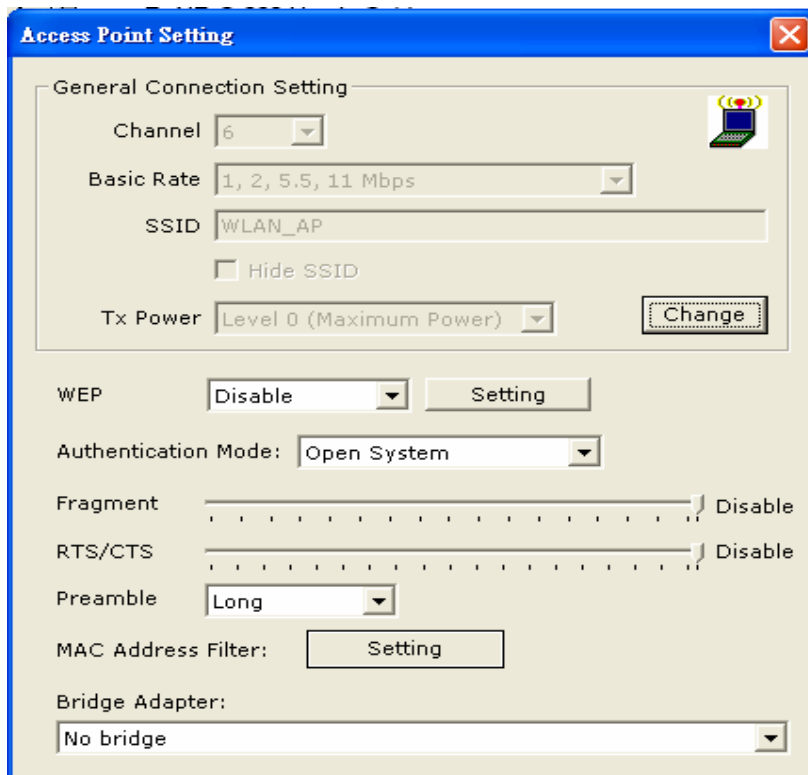 Access Point Setting
General Connection Setting
Channel 6
Basic Rate 1, 2, 5.5, 11 Mbps
SSID WLAN_AP
Hide SSID
Tx Power Level 0 (Maximum Power) Change
WEP Disable Setting
Authentication Mode: Open System
Fragment Disable
RTS/CTS Disable
Preamble Long
MAC Address Filter: Setting
Bridge Adapter:
No bridge